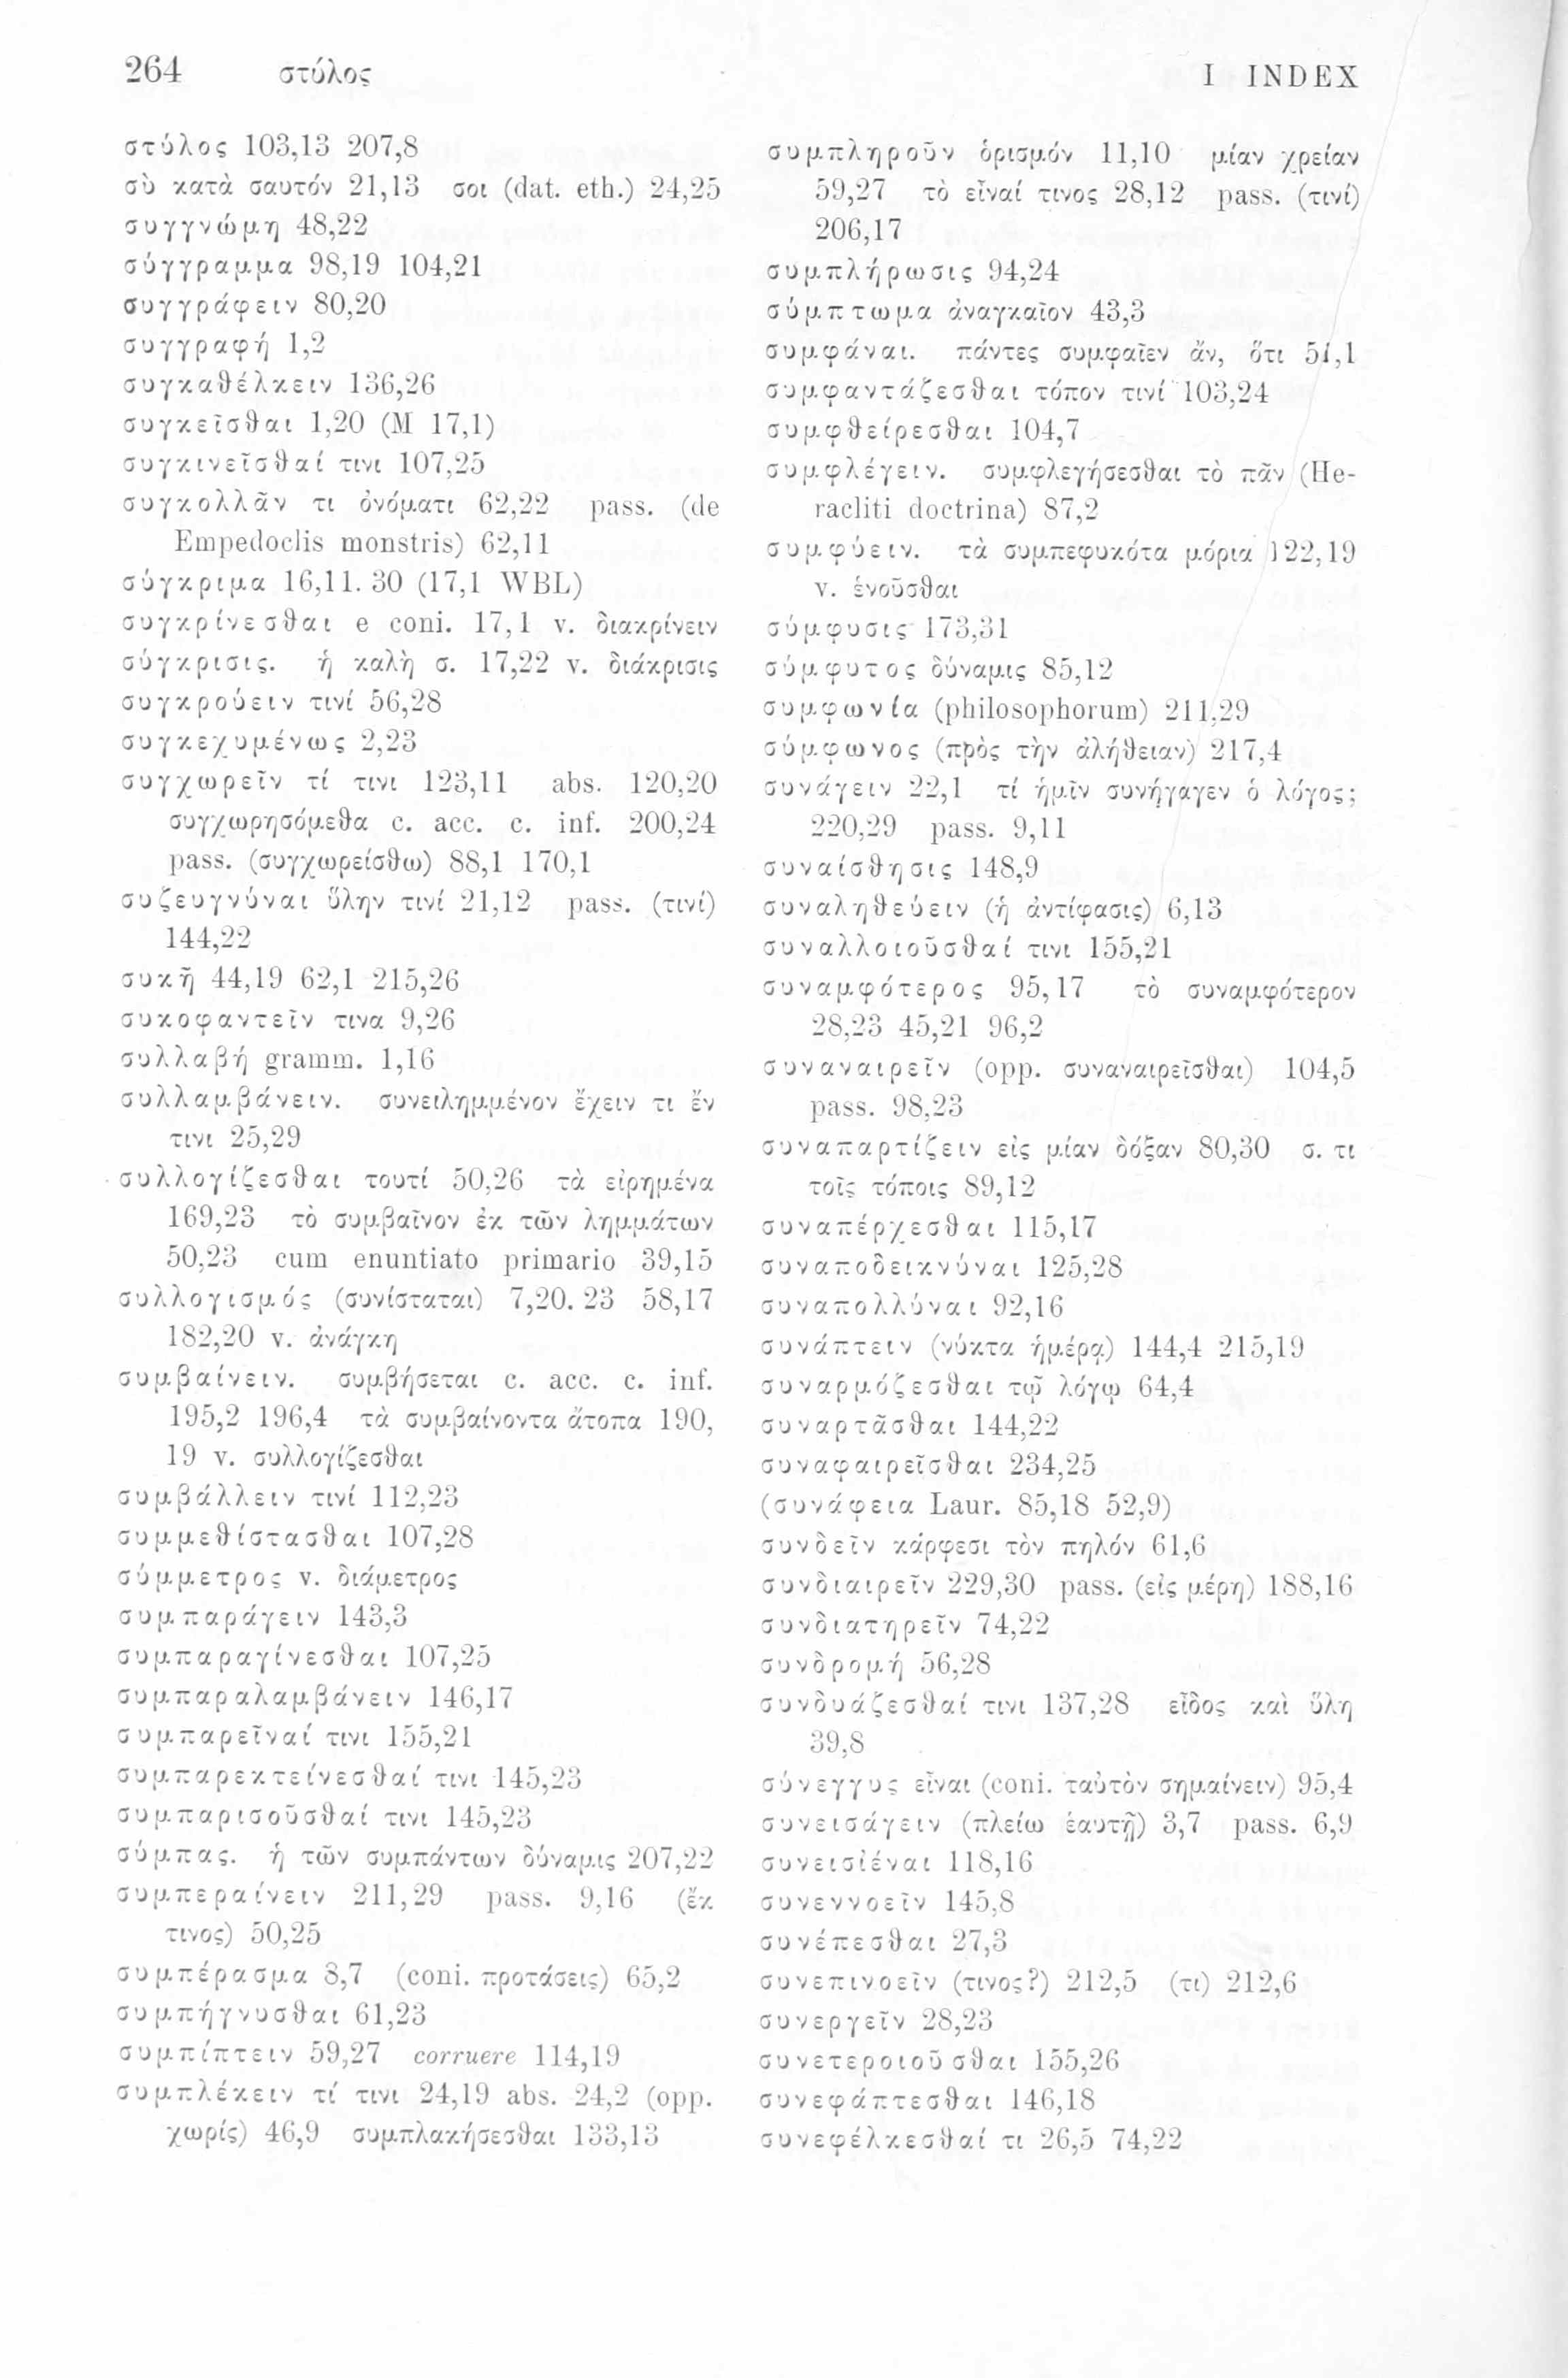 264 στύλος I INDEX
στύλος 103,13 207,8
σὺ κατὰ σαυτόν 21,13 σοι (dat. eth.) 24,25
συγγνώμη 48,22
σύγγραμμα 98,19 104,21
συγγράφειν 80,20
συγγραφή 1,2
συγκαθέλκειν 136,26
συγκεῖσθαι 1,20 (M 17,1)
συγκινεῖσθαί τινι 107,25
συγκολλᾶν τι ὀνόματι 62,22 pass. (de
Empedoclis monstris) 62,11
σύγκριμα 16,11. 30 (17,1 WBL)
συγκρίνεσθαι e coni. 17,1 v. διακρίνειν
σύγκρισις. ἡ καλὴ σ. 17,22 v. διάκρισις
συγκρούειν τινί 56,28
συγκεχυμένως 2,23
συγχωρεῖν τί τινι 123,11 abs. 120,20
συγχωρησόμεθα c. acc. c. inf. 200,24
pass. (συγχωρείσθω) 88,1 170,1
συζευγνύναι ὕλην τινί 21,12 pass. (τινί)
144,22
συκῆ 44,19 62,1 215,26
συκοφαντεῖν τινα 9,26
συλλαβή gramm. 1,16
συλλαμβάνειν. συνειλημμένον ἔχειν τι ἔν
τινι 25,29
συλλογίζεσθαι τουτί 50,26 τὰ εἰρημένα
169,23 τὸ συμβαῖνον ἐκ τῶν λημμάτων
50,23 cum enuntiato primario 39,15
συλλογισμός (συνίσταται) 7,20. 23 58,17
182,20 v. ἀνάγκη
συμβαίνειν. συμβήσεται c. acc. c. inf.
195,2 196,4 τὰ συμβαίνοντα ἄτοπα 190,
19 v. συλλογίζεσθαι
συμβάλλειν τινί 112,23
συμμεθίστασθαι 107,28
σύμμετρος v. διάμετρος
συμπαράγειν 143,3
συμπαραγίνεσθαι 107,25
συμπαραλαμβάνειν 146,17
συμπαρεῖναί τινι 155,21
συμπαρεκτείνεσθαί τινι 145,23
συμπαρισοῦσθαί τινι 145,23
σύμπας. ἡ τῶν συμπάντων δύναμις 207,22
συμπεραίνειν 211,29 pass. 9,16 (ἔκ
τινος) 50,25
συμπέρασμα 8,7 (coni. προτάσεις) 65,2
συμπήγνυσθαι 61,23
συμπίπτειν 59,27 corruere 114,19
συμπλέκειν τί τινι 24,19 abs. 24,2 (opp.
χωρίς) 46,9 συμπλακήσεσθαι 133,13
συμπληροῦν ὁρισμόν 11,10 μίαν χρείαν
59,27 τὸ εἶναί τινος 28,12 pass. (τινί)
206,17
συμπλήρωσις 94,24
σύμπτωμα ἀναγκαῖον 43,3
συμφάναι. πάντες συμφαῖεν ἄν, ὅτι 51,1
συμφαντάζεσθαι τόπον τινί 103,24
συμφθείρεσθαι 104,7
συμφλέγειν. συμφλεγήσεσθαι τὸ πᾶν (He-
racliti doctrina) 87,2
συμφύειν. τὰ συμπεφυκότα μόρια 122,19
v. ἑνοῦσθαι
σύμφυσις 173,31
σύμφυτος δύναμις 85,12
συμφωνία (philosophorum) 211,29
σύμφωνος (πρὸς τὴν ἀλήθειαν) 217,4
συνάγειν 22,1 τί ἡμῖν συνήγαγεν ὁ λόγος;
220,29 pass. 9,11
συναίσθησις 148,9
συναληθεύειν (ἡ ἀντίφασις) 6,13
συναλλοιοῦσθαί τινι 155,21
συναμφότερος 95,17 τὸ συναμφότερον
28,23 45,21 96,2
συναναιρεῖν (opp. συναναιρεῖσθαι) 104,5
pass. 98,23
συναπαρτίζειν εἰς μίαν δόξαν 80,30 σ. τι
τοῖς τόποις 89,12
συναπέρχεσθαι 115,17
συναποδεικνύναι 125,28
συναπολλύναι 92,16
συνάπτειν (νύκτα ἡμέρᾳ) 144,4 215,19
συναρμόζεσθαι τῷ λόγῳ 64,4
συναρτᾶσθαι 144,22
συναφαιρεῖσθαι 234,25
(συνάφεια Laur. 85,18 52,9)
συνδεῖν κάρφεσι τὸν πηλόν 61,6
συνδιαιρεῖν 229,30 pass. (εἰς μέρη) 188,16
συνδιατηρεῖν 74,22
συνδρομή 56,28
συνδυάζεσθαί τινι 137,28 εἶδος καὶ ὕλη
39,8
σύνεγγυς εἶναι (coni. ταὐτὸν σημαίνειν) 95,4
συνεισάγειν (πλείω ἑαυτῇ) 3,7 pass. 6,9
συνεισιέναι 118,16
συνεννοεῖν 145,8
συνέπεσθαι 27,3
συνεπινοεῖν (τινος?) 212,5 (τι) 212,6
συνεργεῖν 28,23
συνετεροιοῦσθαι 155,26
συνεφάπτεσθαι 146,18
συνεφέλκεσθαί τι 26,5 74,22